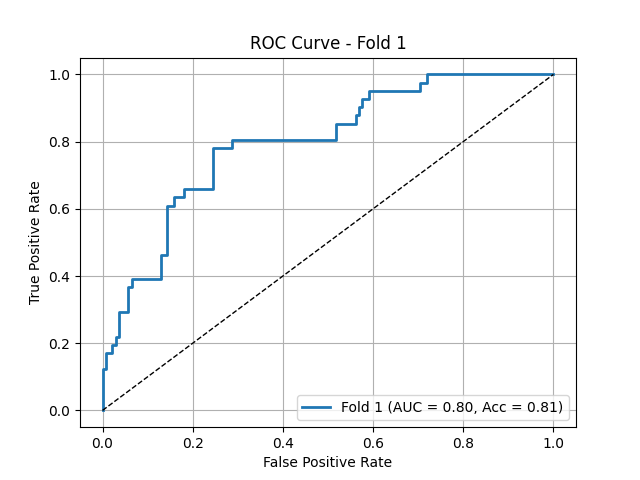 ROC Curve - Fold 1
True Positive Rate
1.0
0.8
0.6
0.4
0.2
0.0
Fold 1 (AUC = 0.80, Acc = 0.81)
0.0 0.2 0.4 0.6 0.8 1.0
False Positive Rate